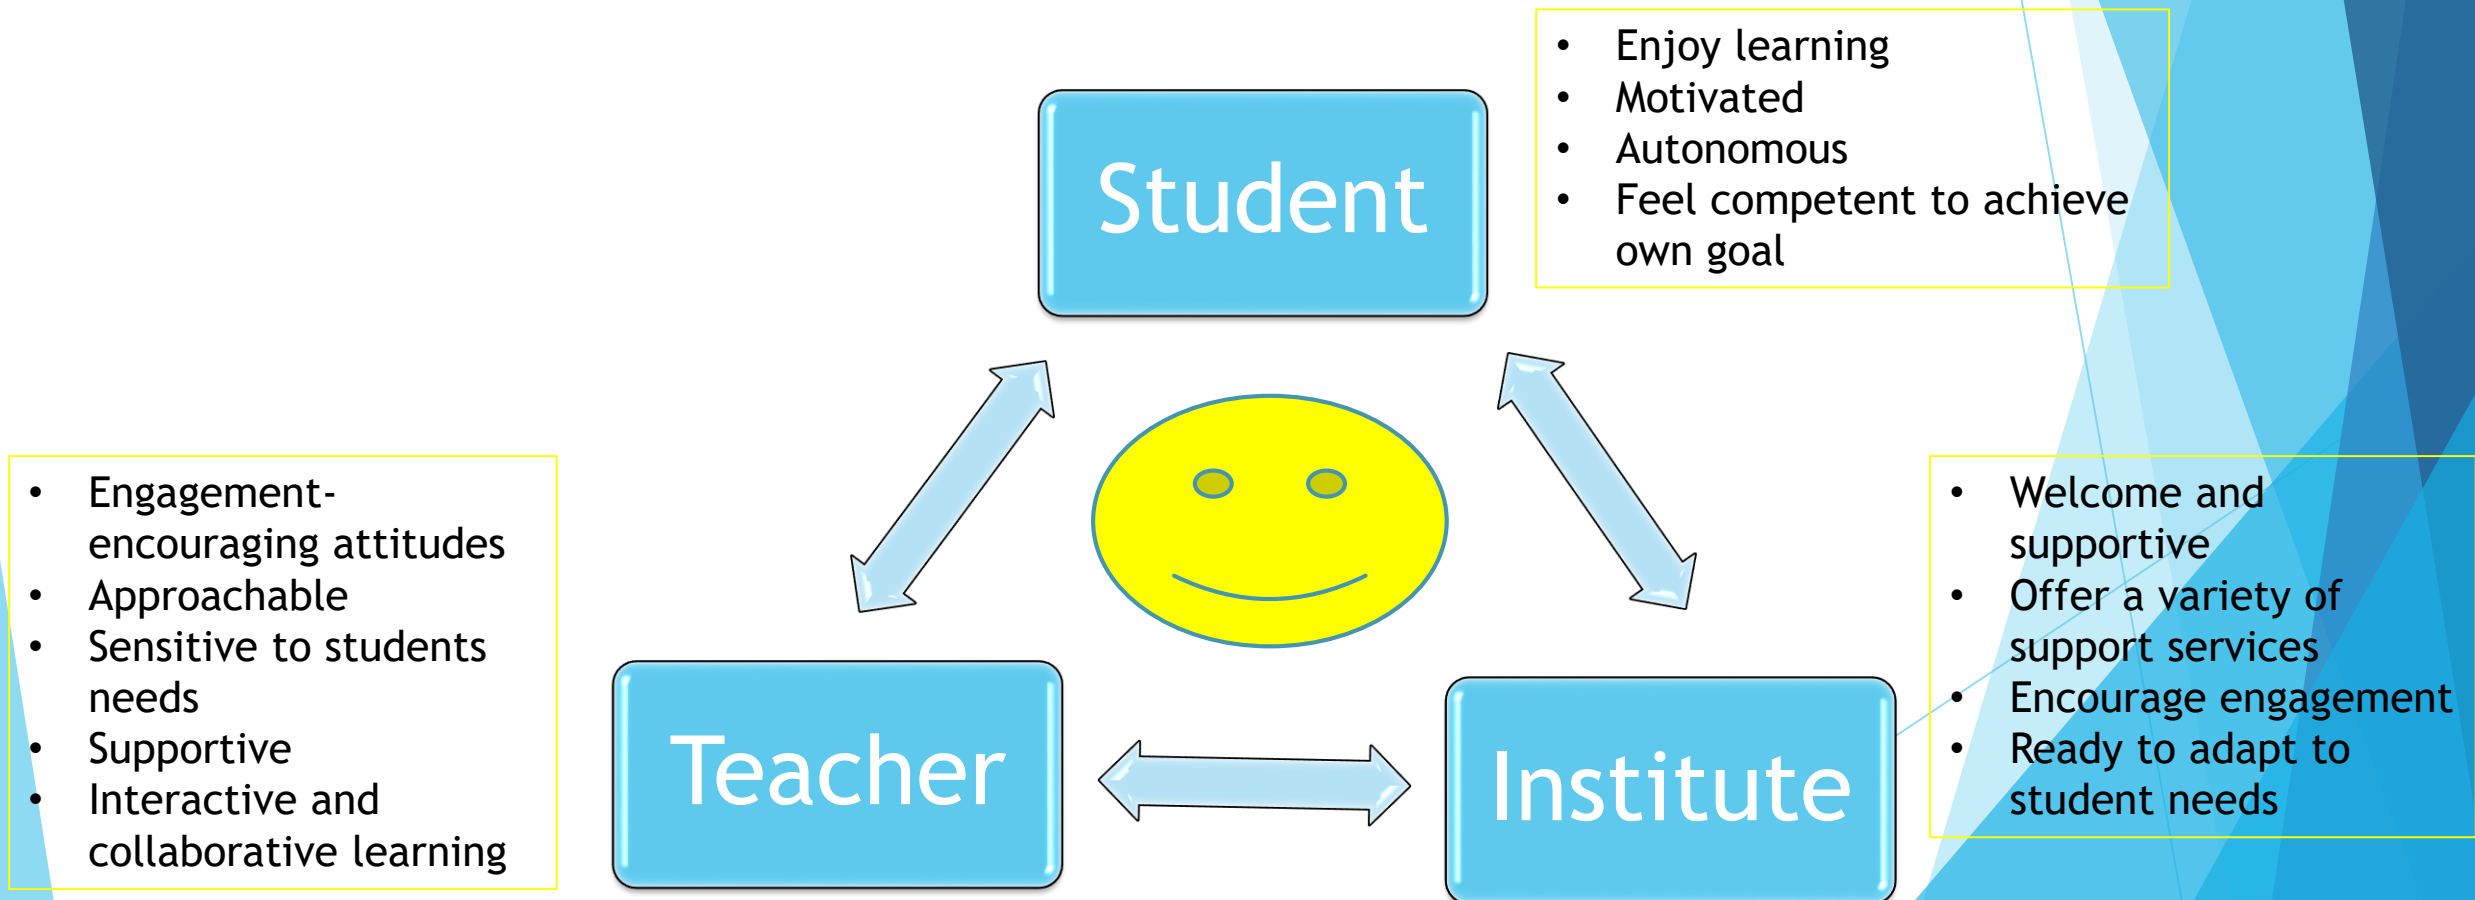 Student
• Enjoy learning
• Motivated
• Autonomous
• Feel competent to achieve
own goal
• Engagement-
encouraging attitudes
• Approachable
• Sensitive to students
needs
• Supportive
• Interactive and
collaborative learning
Teacher
Institute
• Welcome and
supportive
• Offer a variety of
support services
• Encourage engagement
• Ready to adapt to
student needs